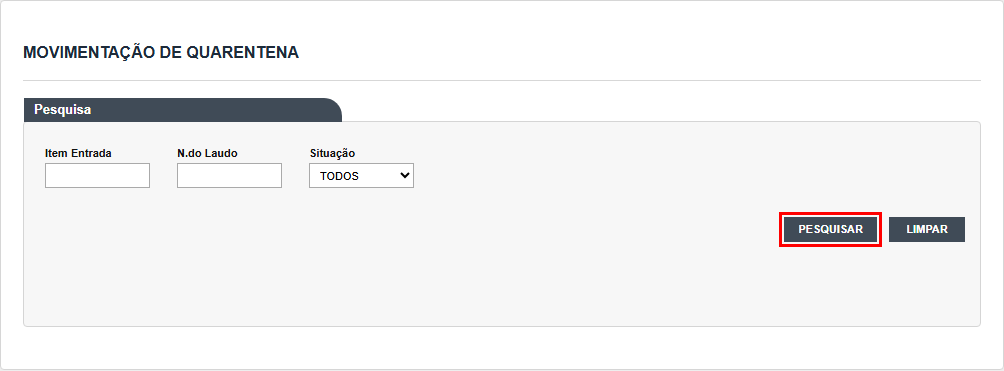 MOVIMENTAÇÃO DE QUARENTENA
Pesquisa
Item Entrada N.do Laudo Situação
TODOS
PESQUISAR LIMPAR